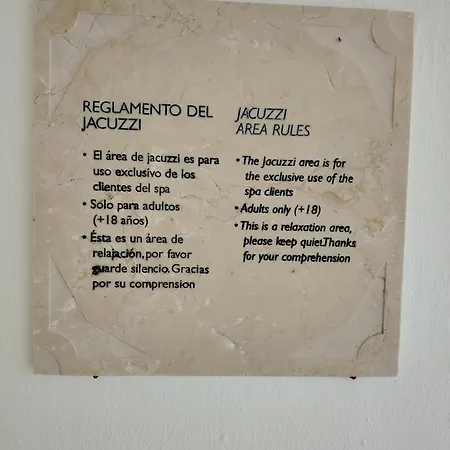 REGLAMENTO DEL
JACUZZI
• El área de jacuzzi es para
uso exclusivo de los
clientes del spa
• Sólo para adultos
(+18 años)
• Ésta es un área de
relajación, por favor
guarde silencio. Gracias
por su comprension
JACUZZI
AREA RULES
• The Jacuzzi area is for
the exclusive use of the
spa clients
• Adults only (+18)
• This is a relaxation area,
please keep quiet.Thanks
for your comprehension